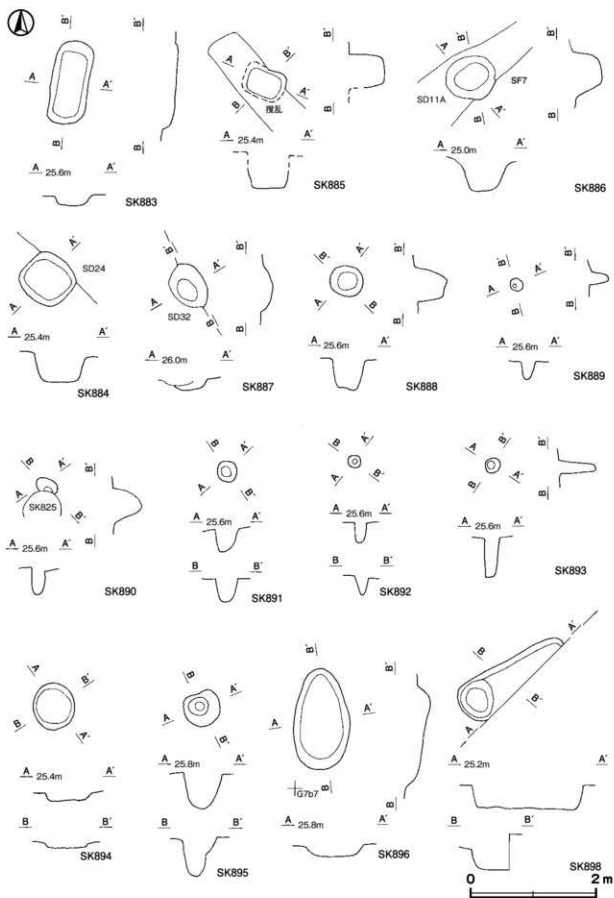 B′ B′ B′ B′ B′ B′
A A′ B A A′ B A A′ B
SF7
SD11A
攪乱
A 25.6m A′ A 25.4m A′ A 25.0m A′
SK883 SK885 SK886
A′ B′ A′ B′ B′ A′ B′ B′ A′ B′
SD24
A A B A B B A B B
SD32
A 25.4m A′ A 26.0m A′ A 25.6m A′ A 25.6m A′
SK884 SK887 SK888 SK889
B A′ B′ B A′ B A′ A B′ B′
SK825
A B′ B A B′ A B′ B A′ B
A 25.6m A′ A 25.6m A′ A 25.6m A′ A 25.6m A′
B B′ B B′
SK890 SK891 SK892 SK893
A B′ A′ B′ B′ B A′
B A′ A B′ A A′ A B′
G7b7 B B
A 25.4m A′ A 25.8m A′ A 25.8m A′ A 25.2m A′
B B′ B B′ B B′
SK894 SK895 SK896 SK898
0 2m